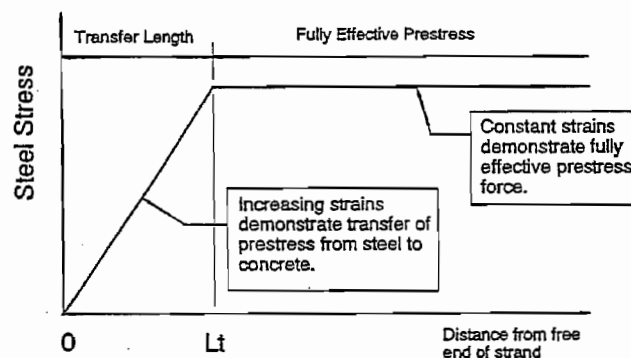 Transfer Length
Fully Effective Prestress
Steel Stress
Constant strains
demonstrate fully
effective prestress
force.
Increasing strains
demonstrate transfer of
prestress from steel to
concrete.
O
Lt
Distance from free
end of strand